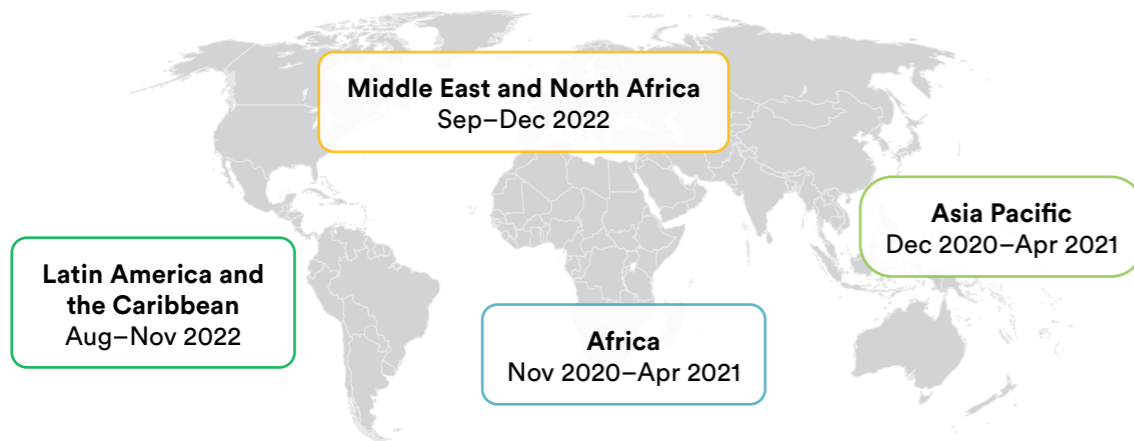 Middle East and North Africa
Sep–Dec 2022
Asia Pacific
Dec 2020–Apr 2021
Latin America and
the Caribbean
Aug–Nov 2022
Africa
Nov 2020–Apr 2021